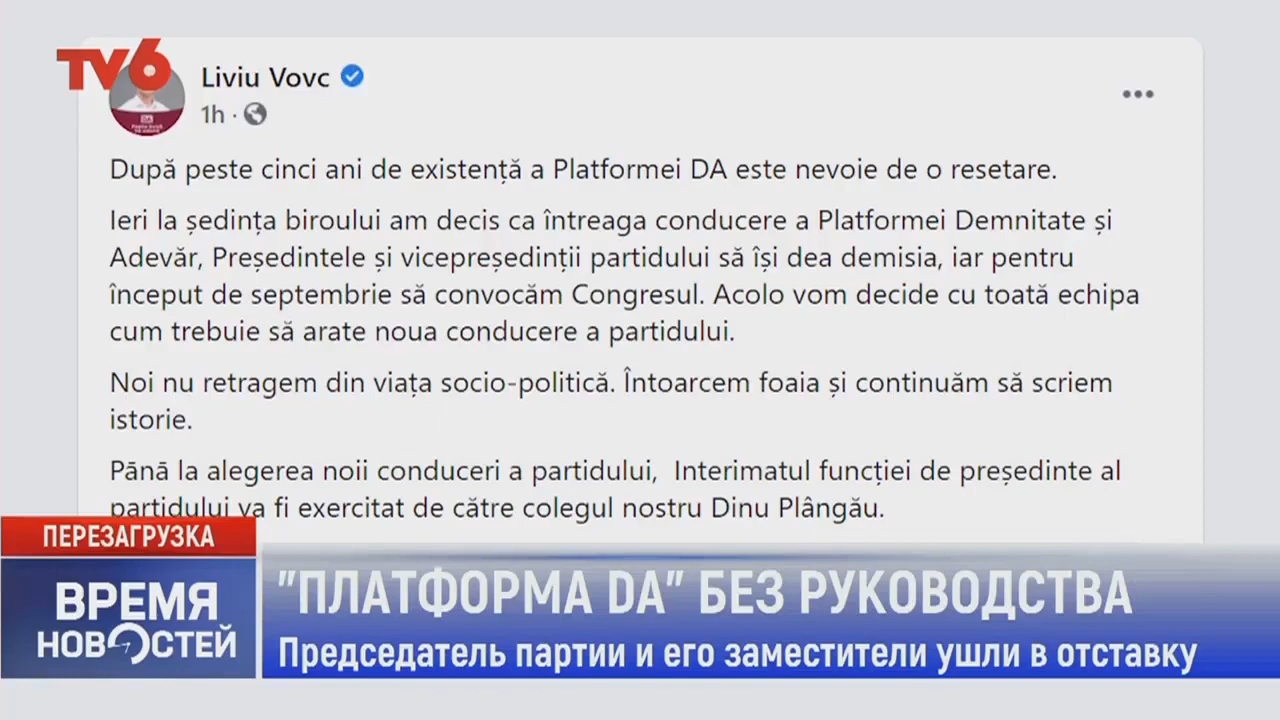 TV6
Liviu Vovc
1h ·
După peste cinci ani de existență a Platformei DA este nevoie de o resetare.
Ieri la ședința biroului am decis ca întreaga conducere a Platformei Demnitate și
Adevăr, Președintele și vicepreședinții partidului să își dea demisia, iar pentru
început de septembrie să convocăm Congresul. Acolo vom decide cu toată echipa
cum trebuie să arate noua conducere a partidului.
Noi nu retragem din viața socio-politică. Întoarcem foaia și continuăm să scriem
istorie.
Pănă la alegerea noii conduceri a partidului, Interimatul funcției de președinte al
partidului va fi exercitat de către colegul nostru Dinu Plângău.
ПЕРЕЗАГРУЗКА
ВРЕМЯ
НОВОСТЕЙ
"ПЛАТФОРМА DA" БЕЗ РУКОВОДСТВА
Председатель партии и его заместители ушли в отставку